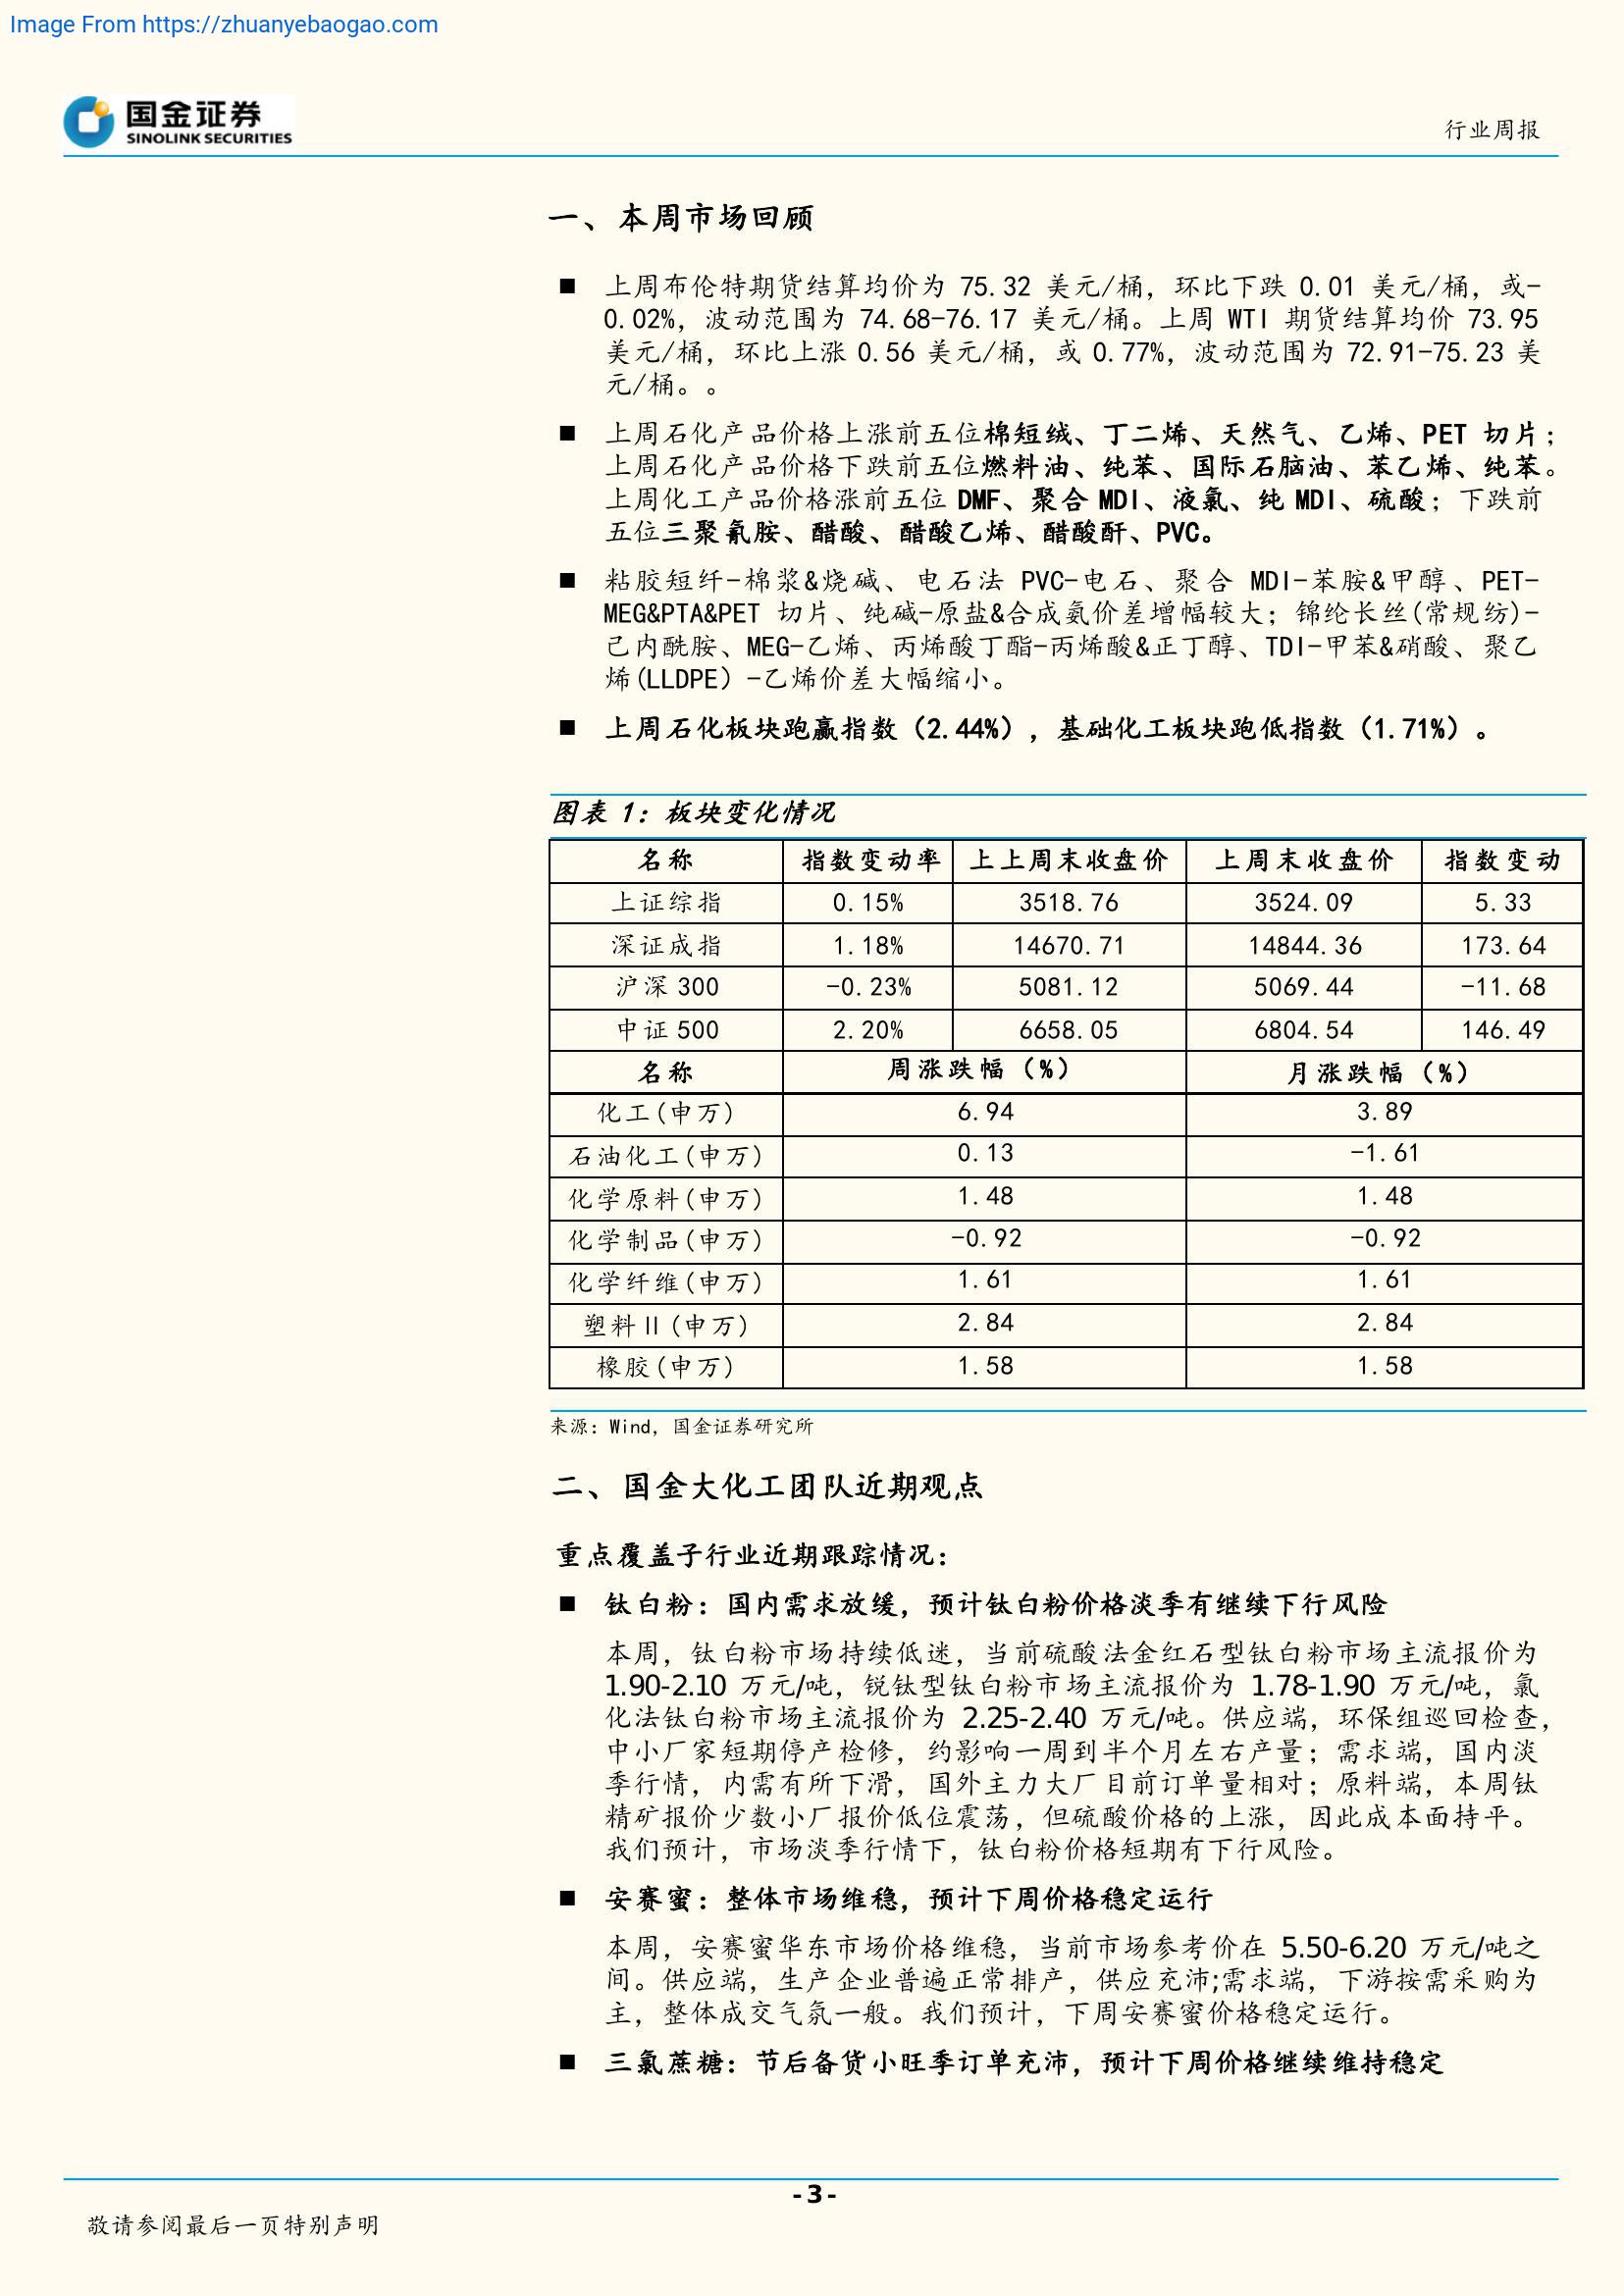 Image From https://zhuanyebaogao.com
国金证券
SINOLINK SECURITIES
行业周报
一、本周市场回顾
■ 上周布伦特期货结算均价为 75.32 美元/桶，环比下跌 0.01 美元/桶，或-
0.02%，波动范围为 74.68-76.17 美元/桶。上周 WTI 期货结算均价 73.95
美元/桶，环比上涨 0.56 美元/桶，或 0.77%，波动范围为 72.91-75.23 美
元/桶。。
■ 上周石化产品价格上涨前五位棉短绒、丁二烯、天然气、乙烯、PET 切片；
上周石化产品价格下跌前五位燃料油、纯苯、国际石脑油、苯乙烯、纯苯。
上周化工产品价格涨前五位 DMF、聚合 MDI、液氯、纯 MDI、硫酸；下跌前
五位三聚氰胺、醋酸、醋酸乙烯、醋酸酐、PVC。
■ 粘胶短纤-棉浆&烧碱、电石法 PVC-电石、聚合 MDI-苯胺&甲醇、PET-
MEG&PTA&PET 切片、纯碱-原盐&合成氨价差增幅较大；锦纶长丝(常规纺)-
己内酰胺、MEG-乙烯、丙烯酸丁酯-丙烯酸&正丁醇、TDI-甲苯&硝酸、聚乙
烯(LLDPE）-乙烯价差大幅缩小。
■ 上周石化板块跑赢指数（2.44%），基础化工板块跑低指数（1.71%）。
图表 1：板块变化情况
名称 指数变动率 上上周末收盘价 上周末收盘价 指数变动
上证综指 0.15% 3518.76 3524.09 5.33
深证成指 1.18% 14670.71 14844.36 173.64
沪深 300 -0.23% 5081.12 5069.44 -11.68
中证 500 2.20% 6658.05 6804.54 146.49
名称 周涨跌幅（%） 月涨跌幅（%）
化工(申万) 6.94 3.89
石油化工(申万) 0.13 -1.61
化学原料(申万) 1.48 1.48
化学制品(申万) -0.92 -0.92
化学纤维(申万) 1.61 1.61
塑料Ⅱ(申万) 2.84 2.84
橡胶(申万) 1.58 1.58
来源：Wind，国金证券研究所
二、国金大化工团队近期观点
重点覆盖子行业近期跟踪情况：
■ 钛白粉：国内需求放缓，预计钛白粉价格淡季有继续下行风险
本周，钛白粉市场持续低迷，当前硫酸法金红石型钛白粉市场主流报价为
1.90-2.10 万元/吨，锐钛型钛白粉市场主流报价为 1.78-1.90 万元/吨，氯
化法钛白粉市场主流报价为 2.25-2.40 万元/吨。供应端，环保组巡回检查，
中小厂家短期停产检修，约影响一周到半个月左右产量；需求端，国内淡
季行情，内需有所下滑，国外主力大厂目前订单量相对；原料端，本周钛
精矿报价少数小厂报价低位震荡，但硫酸价格的上涨，因此成本面持平。
我们预计，市场淡季行情下，钛白粉价格短期有下行风险。
■ 安赛蜜：整体市场维稳，预计下周价格稳定运行
本周，安赛蜜华东市场价格维稳，当前市场参考价在 5.50-6.20 万元/吨之
间。供应端，生产企业普遍正常排产，供应充沛;需求端，下游按需采购为
主，整体成交气氛一般。我们预计，下周安赛蜜价格稳定运行。
■ 三氯蔗糖：节后备货小旺季订单充沛，预计下周价格继续维持稳定
- 3 -
敬请参阅最后一页特别声明